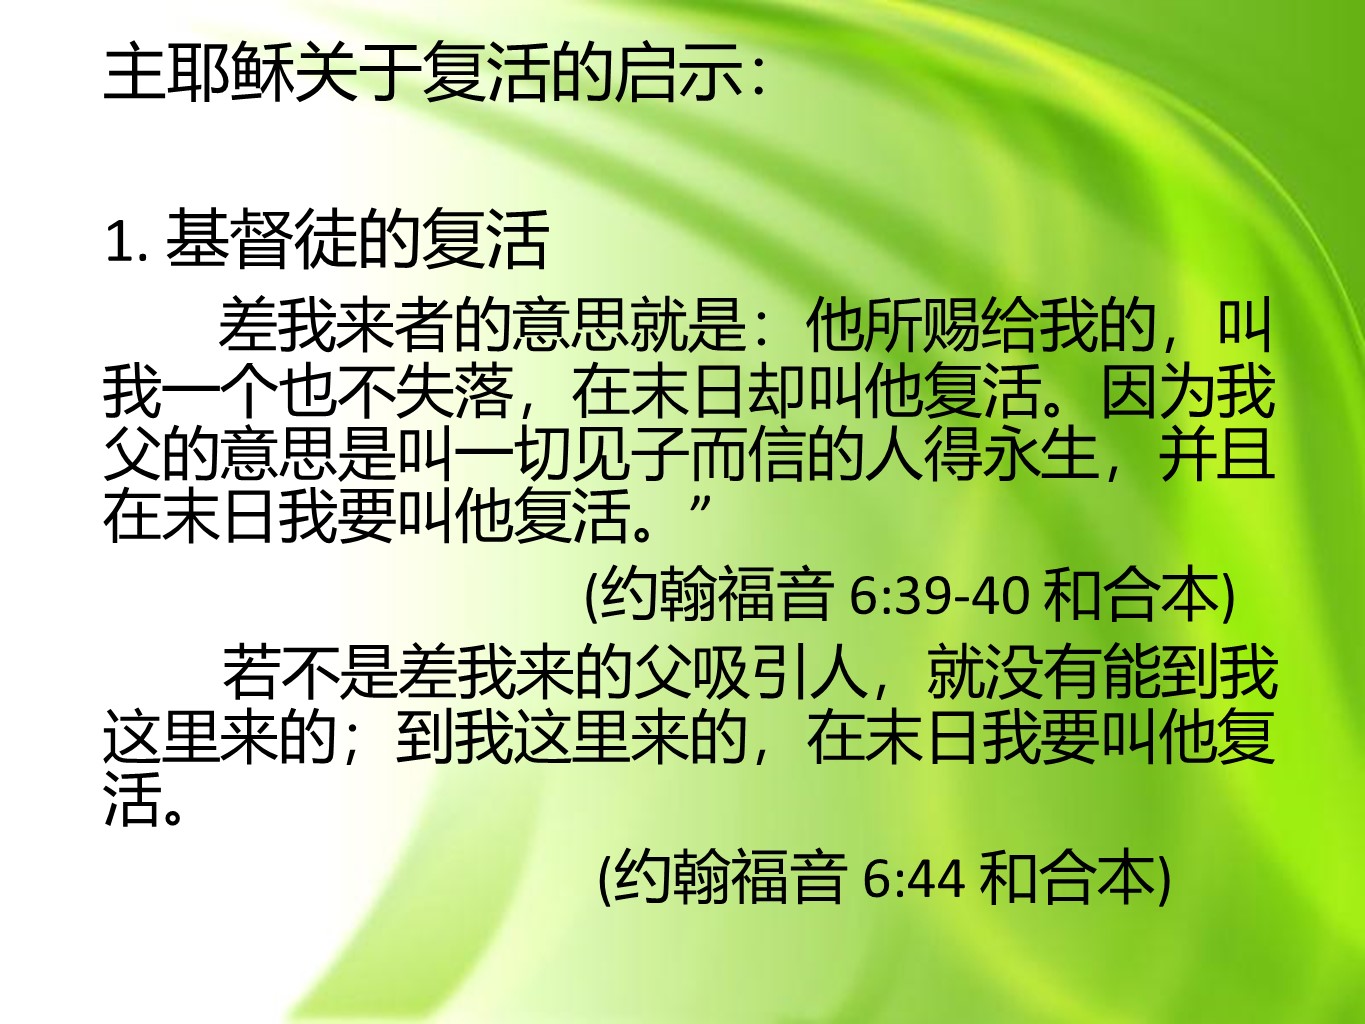 主耶稣关于复活的启示：
1. 基督徒的复活
差我来者的意思就是：他所赐给我的，叫
我一个也不失落，在末日却叫他复活。因为我
父的意思是叫一切见子而信的人得永生，并且
在末日我要叫他复活。”
(约翰福音 6:39-40 和合本)
若不是差我来的父吸引人，就没有能到我
这里来的；到我这里来的，在末日我要叫他复
活。
(约翰福音 6:44 和合本)